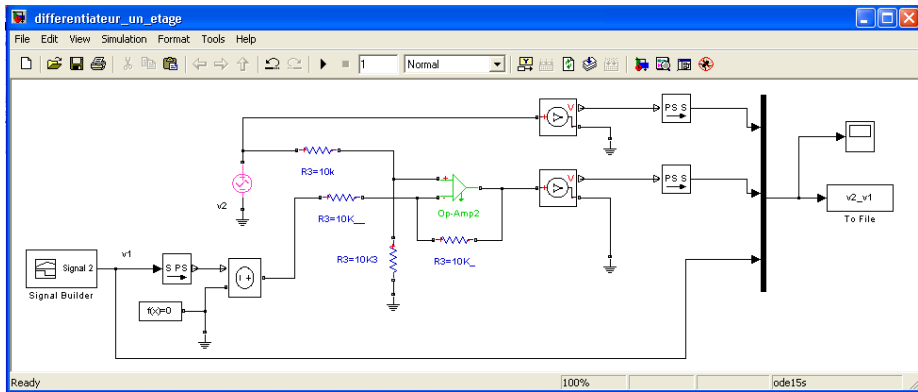 differentiateur_un_etage
File Edit View Simulation Format Tools Help
1 Normal
V
PS S
R3=10k
V
PS S
v2
R3=10K__
Op-Amp2
v2_v1
To File
Signal 2
v1
S PS
R3=10K3
R3=10K_
Signal Builder
f(x)=0
Ready 100% ode15s